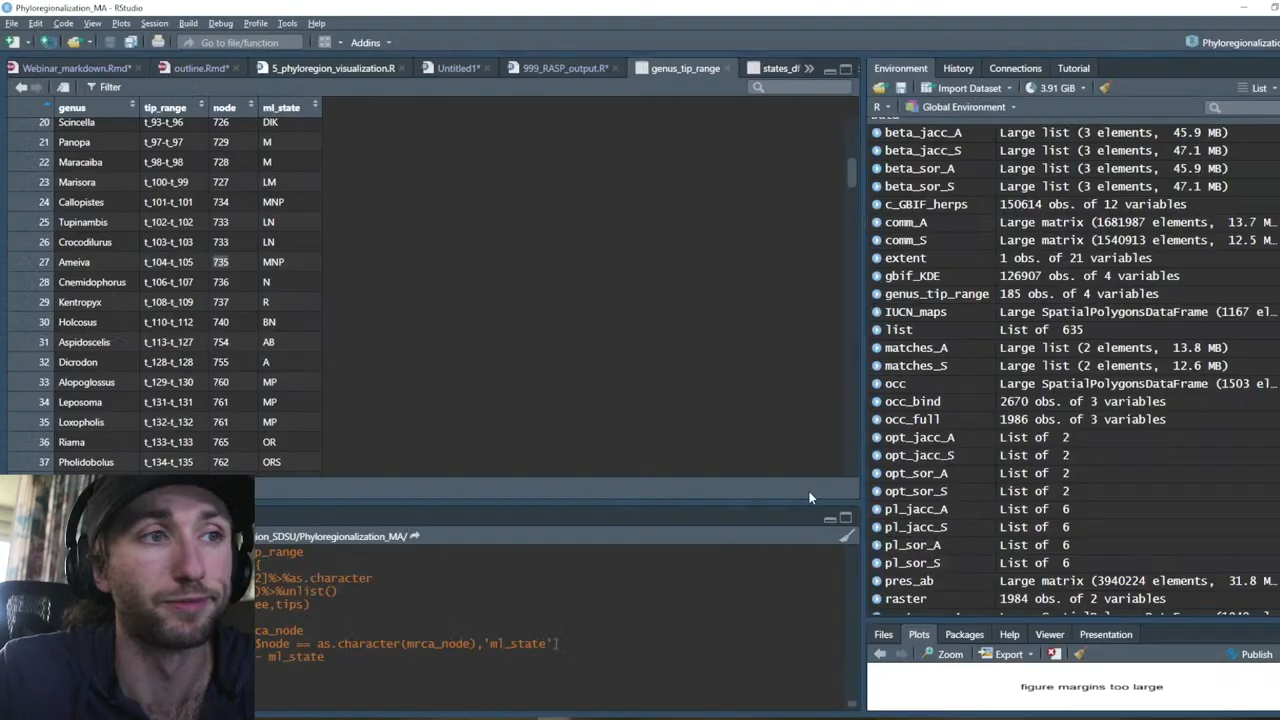 Phyloregionalization_MA - RStudio
File Edit Code View Plots Session Build Debug Profile Tools Help
Go to file/function Addins Phyloregionalizati
Webinar_markdown.Rmd* outline.Rmd* 5_phyloregion_visualization.R Untitled1* 999_RASP_output.R* genus_tip_range states_d
Filter
genus tip_range node ml_state
20 Scincella t_93-t_96 726 DIK
21 Panopa t_97-t_97 729 M
22 Maracaiba t_98-t_98 728 M
23 Marisora t_100-t_99 727 LM
24 Callopistes t_101-t_101 734 MNP
25 Tupinambis t_102-t_102 733 LN
26 Crocodilurus t_103-t_103 733 LN
27 Ameiva t_104-t_105 735 MNP
28 Cnemidophorus t_106-t_107 736 N
29 Kentropyx t_108-t_109 737 R
30 Holcosus t_110-t_112 740 BN
31 Aspidoscelis t_113-t_127 754 AB
32 Dicrodon t_128-t_128 755 A
33 Alopoglossus t_129-t_130 760 MP
34 Leposoma t_131-t_131 761 MP
35 Loxopholis t_132-t_132 761 MP
36 Riama t_133-t_133 765 OR
37 Pholidobolus t_134-t_135 762 ORS
ion_SDSU/Phyloregionalization_MA/
p_range
{
2]%>%as.character
)%>%unlist()
ee,tips)
rca_node
$node == as.character(mrca_node),'ml_state']
- ml_state
Environment History Connections Tutorial
Import Dataset 3.91 GiB List
R Global Environment
Data
beta_jacc_A Large list (3 elements, 45.9 MB)
beta_jacc_S Large list (3 elements, 47.1 MB)
beta_sor_A Large list (3 elements, 45.9 MB)
beta_sor_S Large list (3 elements, 47.1 MB)
c_GBIF_herps 150614 obs. of 12 variables
comm_A Large matrix (1681987 elements, 13.7 M…
comm_S Large matrix (1540913 elements, 12.5 M…
extent 1 obs. of 21 variables
gbif_KDE 126907 obs. of 4 variables
genus_tip_range 185 obs. of 4 variables
IUCN_maps Large SpatialPolygonsDataFrame (1167 el…
list List of 635
matches_A Large list (2 elements, 13.8 MB)
matches_S Large list (2 elements, 12.6 MB)
occ Large SpatialPolygonsDataFrame (1503 el…
occ_bind 2670 obs. of 3 variables
occ_full 1986 obs. of 3 variables
opt_jacc_A List of 2
opt_jacc_S List of 2
opt_sor_A List of 2
opt_sor_S List of 2
pl_jacc_A List of 6
pl_jacc_S List of 6
pl_sor_A List of 6
pl_sor_S List of 6
pres_ab Large matrix (3940224 elements, 31.8 M…
raster 1984 obs. of 2 variables
Files Plots Packages Help Viewer Presentation
Zoom Export Publish
figure margins too large